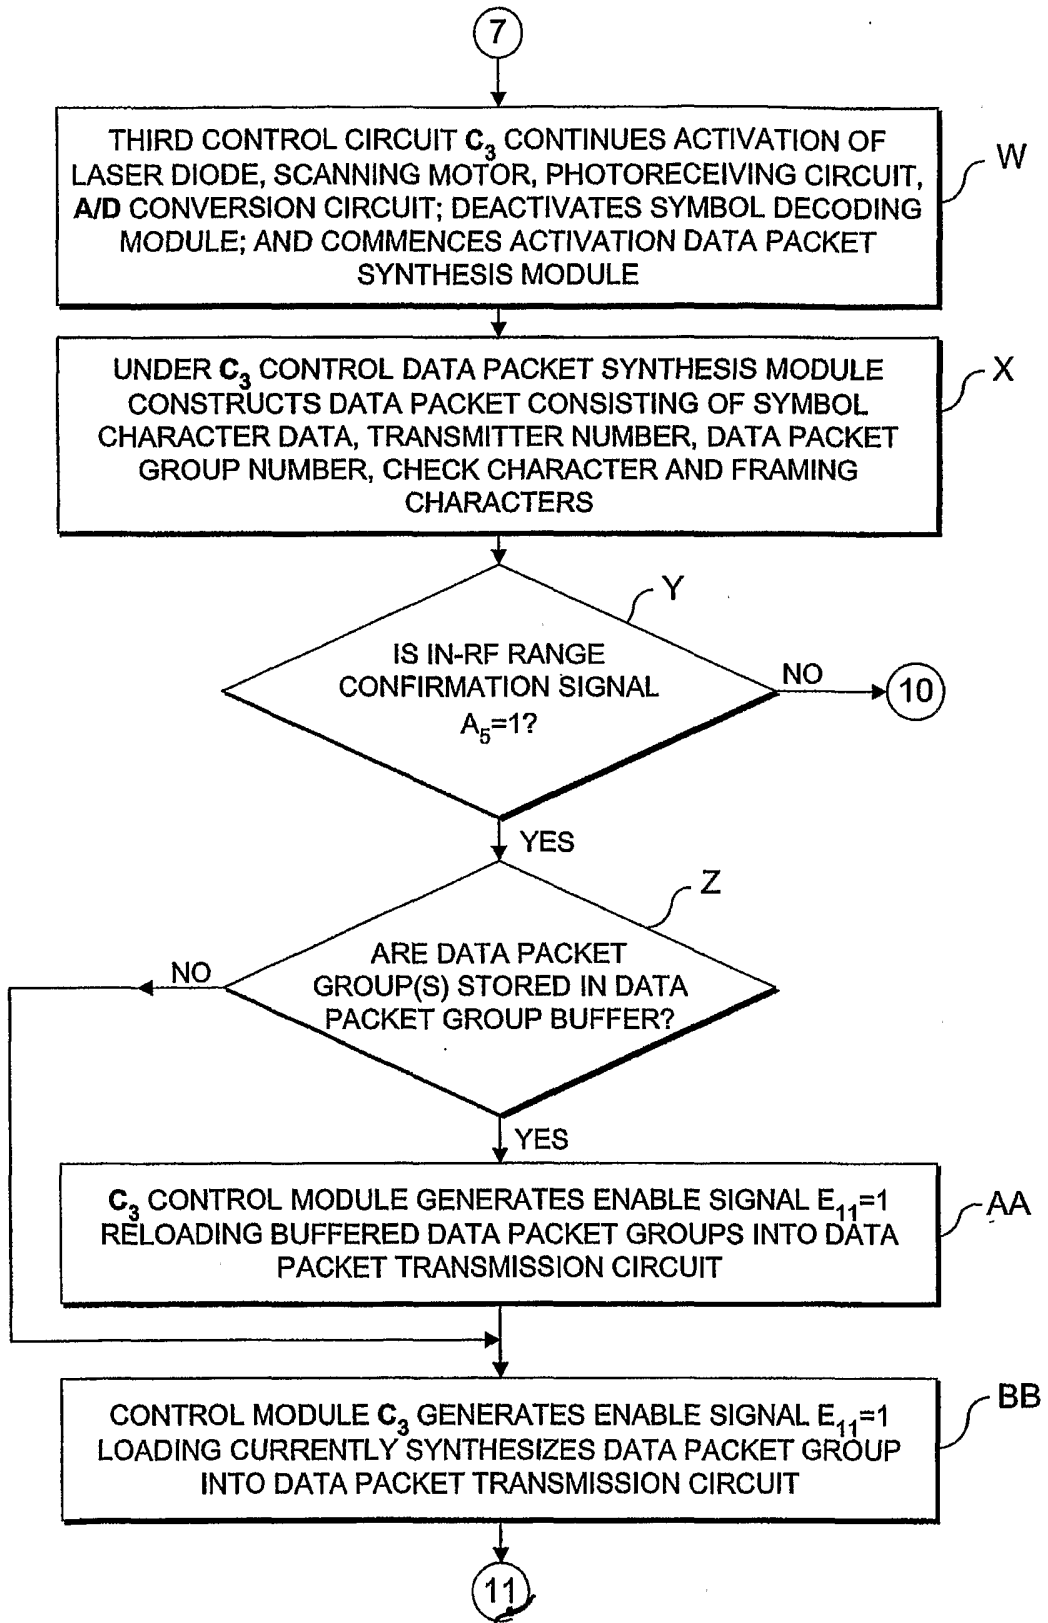 7
THIRD CONTROL CIRCUIT C3 CONTINUES ACTIVATION OF
LASER DIODE, SCANNING MOTOR, PHOTORECEIVING CIRCUIT,
A/D CONVERSION CIRCUIT; DEACTIVATES SYMBOL DECODING
MODULE; AND COMMENCES ACTIVATION DATA PACKET
SYNTHESIS MODULE
W
UNDER C3 CONTROL DATA PACKET SYNTHESIS MODULE
CONSTRUCTS DATA PACKET CONSISTING OF SYMBOL
CHARACTER DATA, TRANSMITTER NUMBER, DATA PACKET
GROUP NUMBER, CHECK CHARACTER AND FRAMING
CHARACTERS
X
Y
IS IN-RF RANGE
CONFIRMATION SIGNAL
A5=1?
NO
10
YES
Z
ARE DATA PACKET
GROUP(S) STORED IN DATA
PACKET GROUP BUFFER?
NO
YES
C3 CONTROL MODULE GENERATES ENABLE SIGNAL E11=1
RELOADING BUFFERED DATA PACKET GROUPS INTO DATA
PACKET TRANSMISSION CIRCUIT
AA
CONTROL MODULE C3 GENERATES ENABLE SIGNAL E11=1
LOADING CURRENTLY SYNTHESIZES DATA PACKET GROUP
INTO DATA PACKET TRANSMISSION CIRCUIT
BB
11